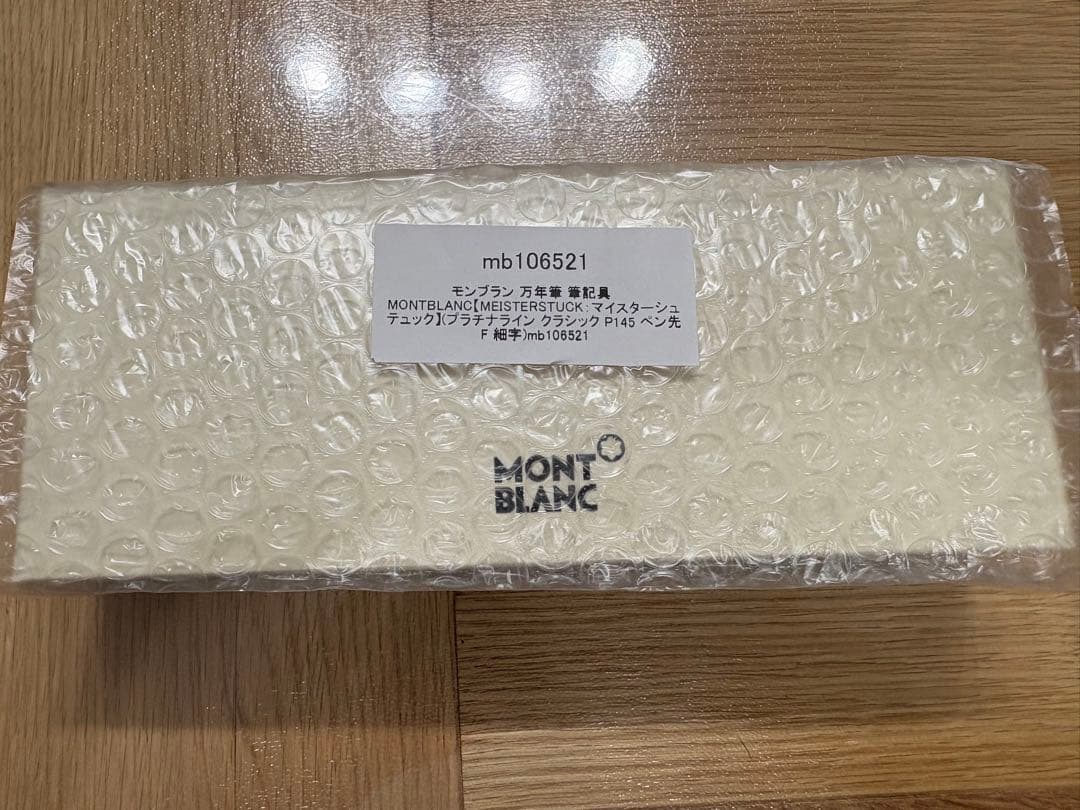 mb106521
モンブラン 万年筆 筆記具
MONTBLANC【MEISTERSTUCK:マイスターシュ
テュック】(プラチナライン クラシック P145 ペン先
F 細字)mb106521
MONT
BLANC